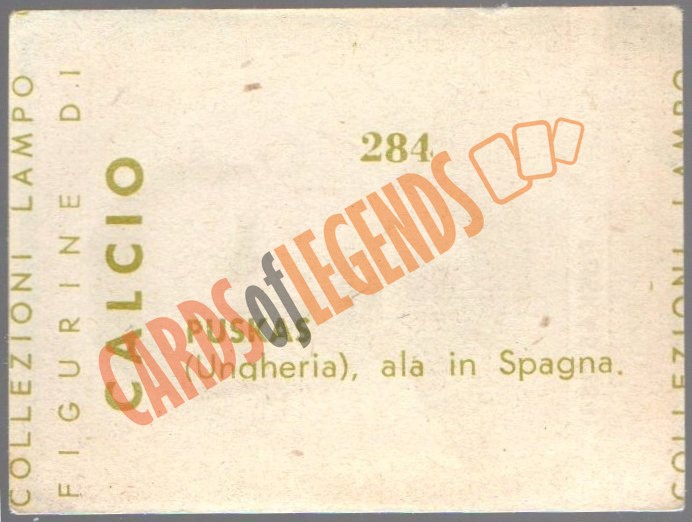 COLLEZIONI LAMPO
FIGURINE DI
CALCIO
284
CARDS of LEGENDS
PUSKAS
(Ungheria), ala in Spagna.
COLLEZIONI LAMPO